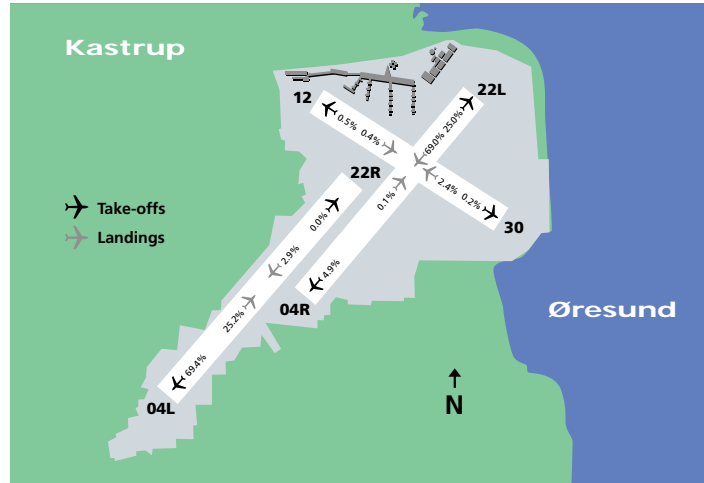 Kastrup
12
22L
0.5%
0.4%
69.0%
25.0%
22R
2.4%
0.2%
0.1%
Take-offs
0.0%
30
Landings
2.9%
4.9%
04R
Øresund
25.2%
69.4%
04L
N